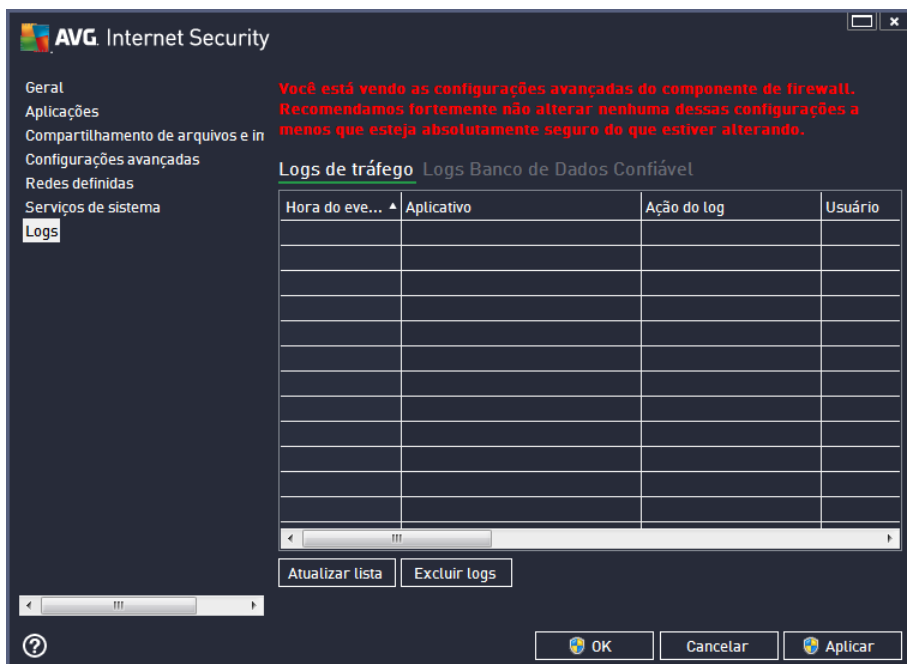 AVG. Internet Security
Geral
Aplicações
Compartilhamento de arquivos e in
Configurações avançadas
Redes definidas
Serviços de sistema
Logs
Você está vendo as configurações avançadas do componente de firewall.
Recomendamos fortemente não alterar nenhuma dessas configurações a
menos que esteja absolutamente seguro do que estiver alterando.
Logs de tráfego Logs Banco de Dados Confiável
Hora do eve... Aplicativo Ação do log Usuário
Atualizar lista Excluir logs
OK Cancelar Aplicar